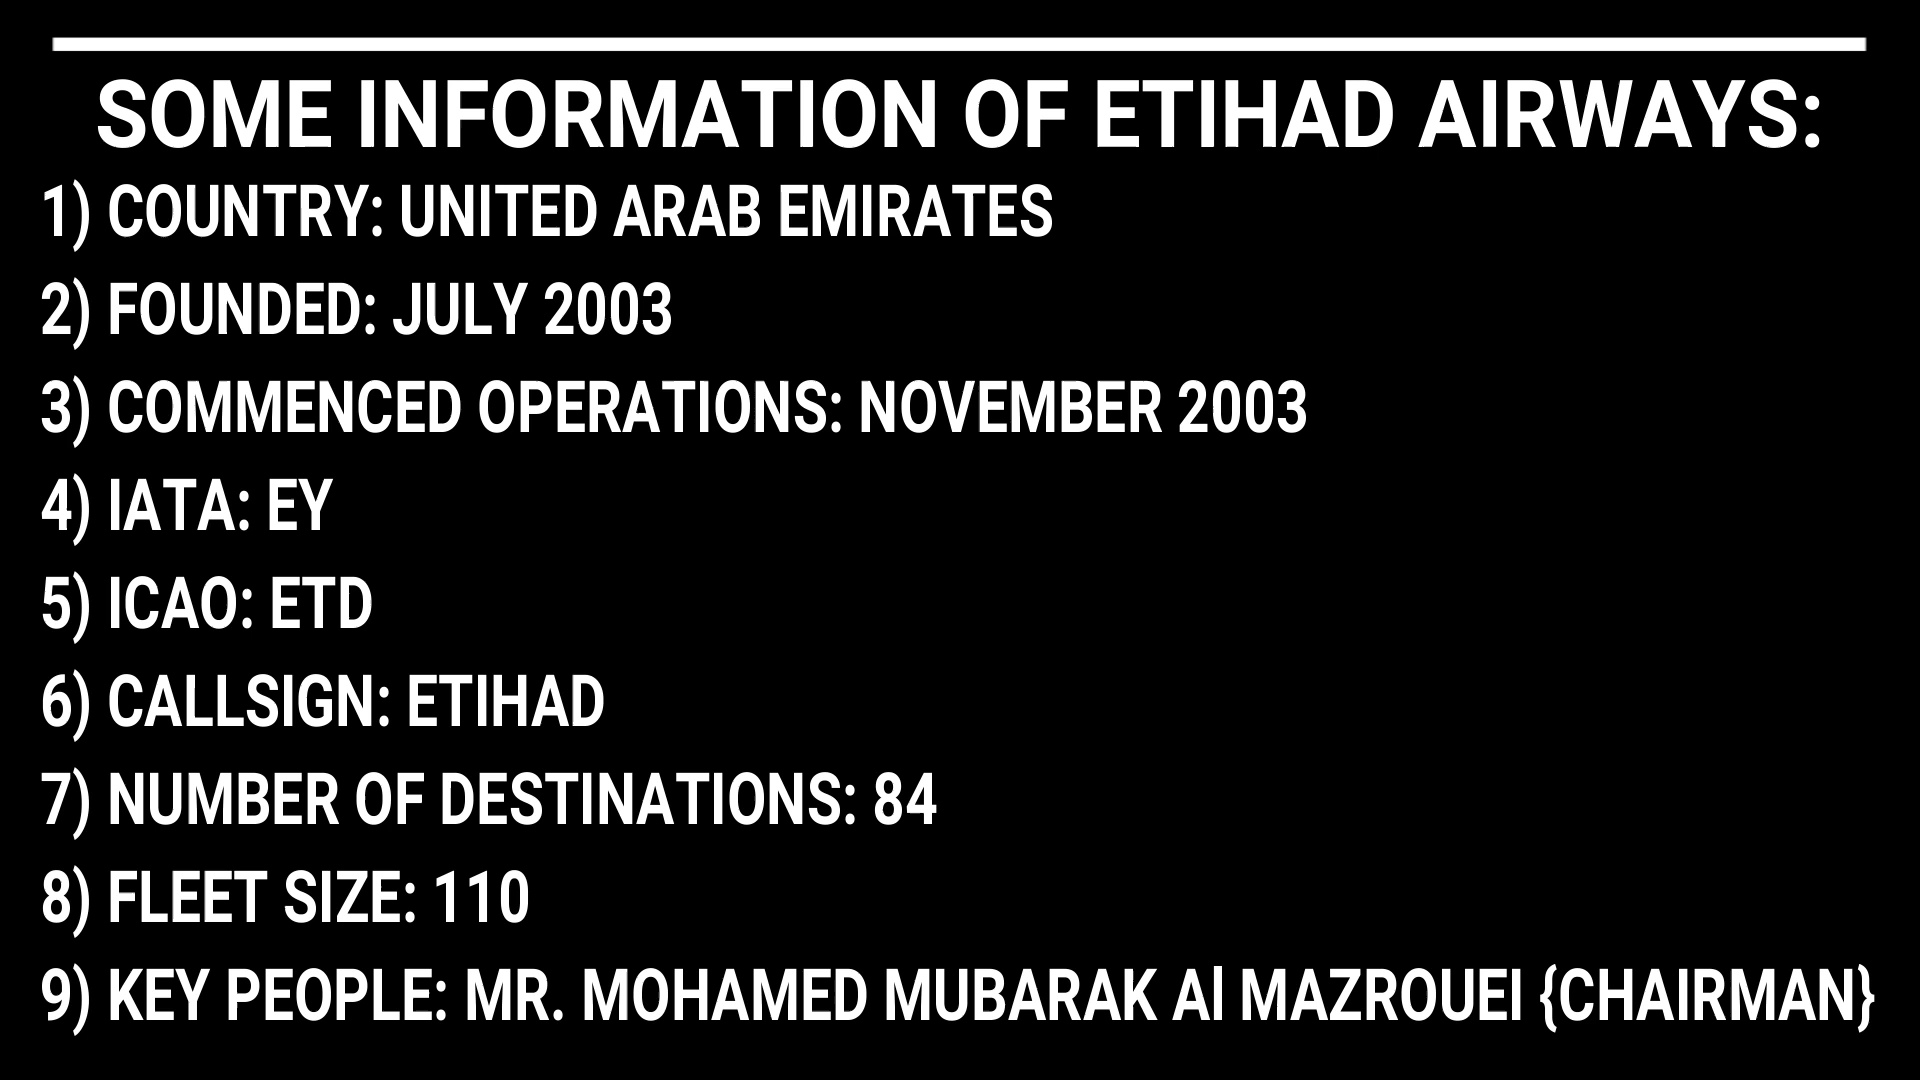 SOME INFORMATION OF ETIHAD AIRWAYS:
1) COUNTRY: UNITED ARAB EMIRATES
2) FOUNDED: JULY 2003
3) COMMENCED OPERATIONS: NOVEMBER 2003
4) IATA: EY
5) ICAO: ETD
6) CALLSIGN: ETIHAD
7) NUMBER OF DESTINATIONS: 84
8) FLEET SIZE: 110
9) KEY PEOPLE: MR. MOHAMED MUBARAK Al MAZROUEI {CHAIRMAN}